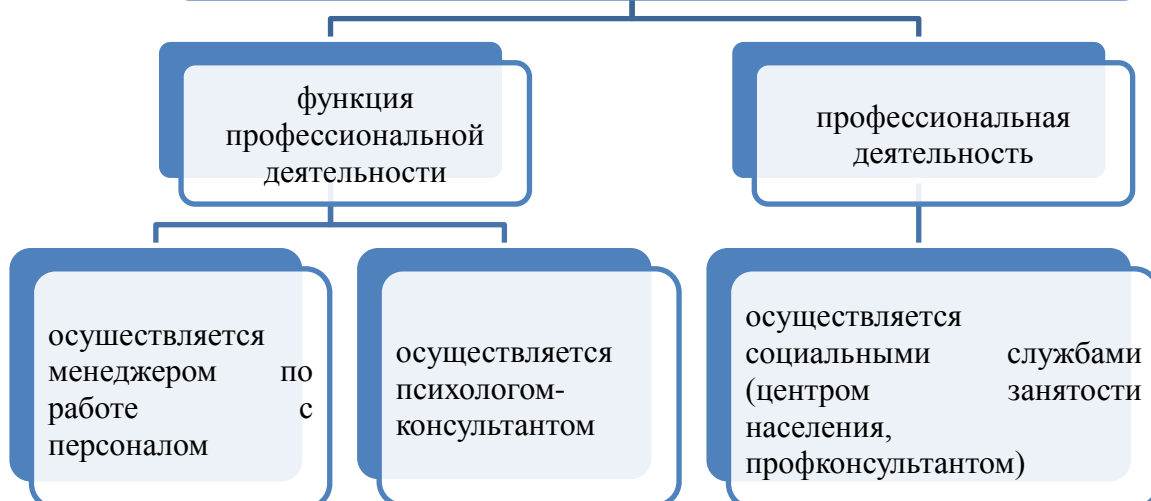 функция
профессиональной
деятельности
профессиональная
деятельность
осушествляется
менеджером по
работе с
персоналом
осуществляется
психологом-
консультантом
осуществляется
социальными службами
(центром занятости
населения,
профконсультантом)